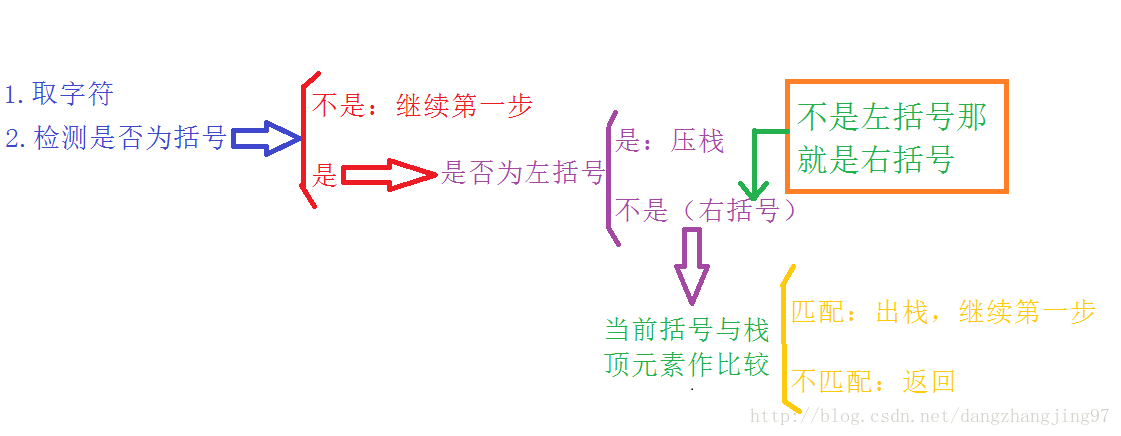 1.取字符
2.检测是否为括号
不是：继续第一步
是
是否为左括号
是：压栈
不是（右括号）
不是左括号那
就是右括号
当前括号与栈
顶元素作比较
匹配：出栈，继续第一步
不匹配：返回
http://blog.csdn.net/dangzhangjing97